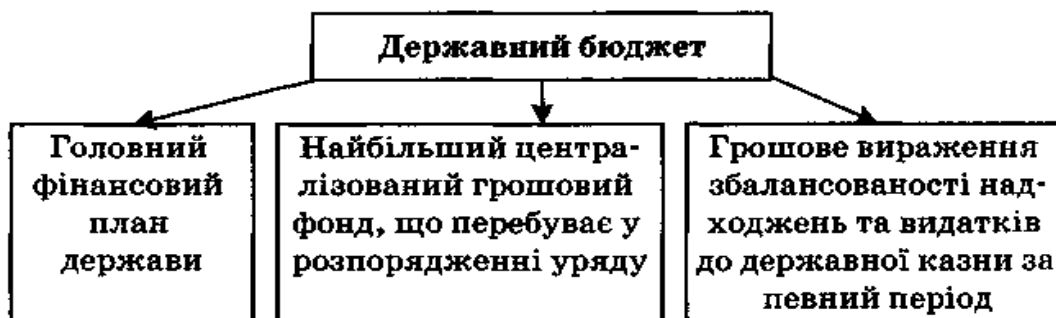 Державний бюджет
Головний
фінансовий
план
держави
Найбільший центра-
лізований грошовий
фонд, що перебуває у
розпорядженні уряду
Грошове вираження
збалансованості над-
ходжень та видатків
до державної казни за
певний період